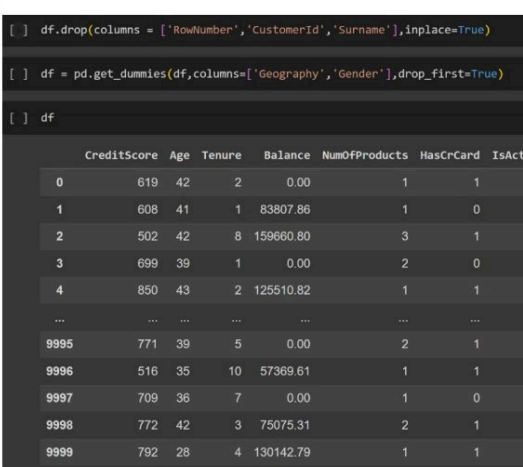 [ ] df.drop(columns = ['RowNumber','CustomerId','Surname'],inplace=True)
[ ] df = pd.get_dummies(df,columns=['Geography','Gender'],drop_first=True)
[ ] df
CreditScore Age Tenure Balance NumOfProducts HasCrCard IsAct
0 619 42 2 0.00 1 1
1 608 41 1 83807.86 1 0
2 502 42 8 159660.80 3 1
3 699 39 1 0.00 2 0
4 850 43 2 125510.82 1 1
... ... ... ... ... ... ...
9995 771 39 5 0.00 2 1
9996 516 35 10 57369.61 1 1
9997 709 36 7 0.00 1 0
9998 772 42 3 75075.31 2 1
9999 792 28 4 130142.79 1 1